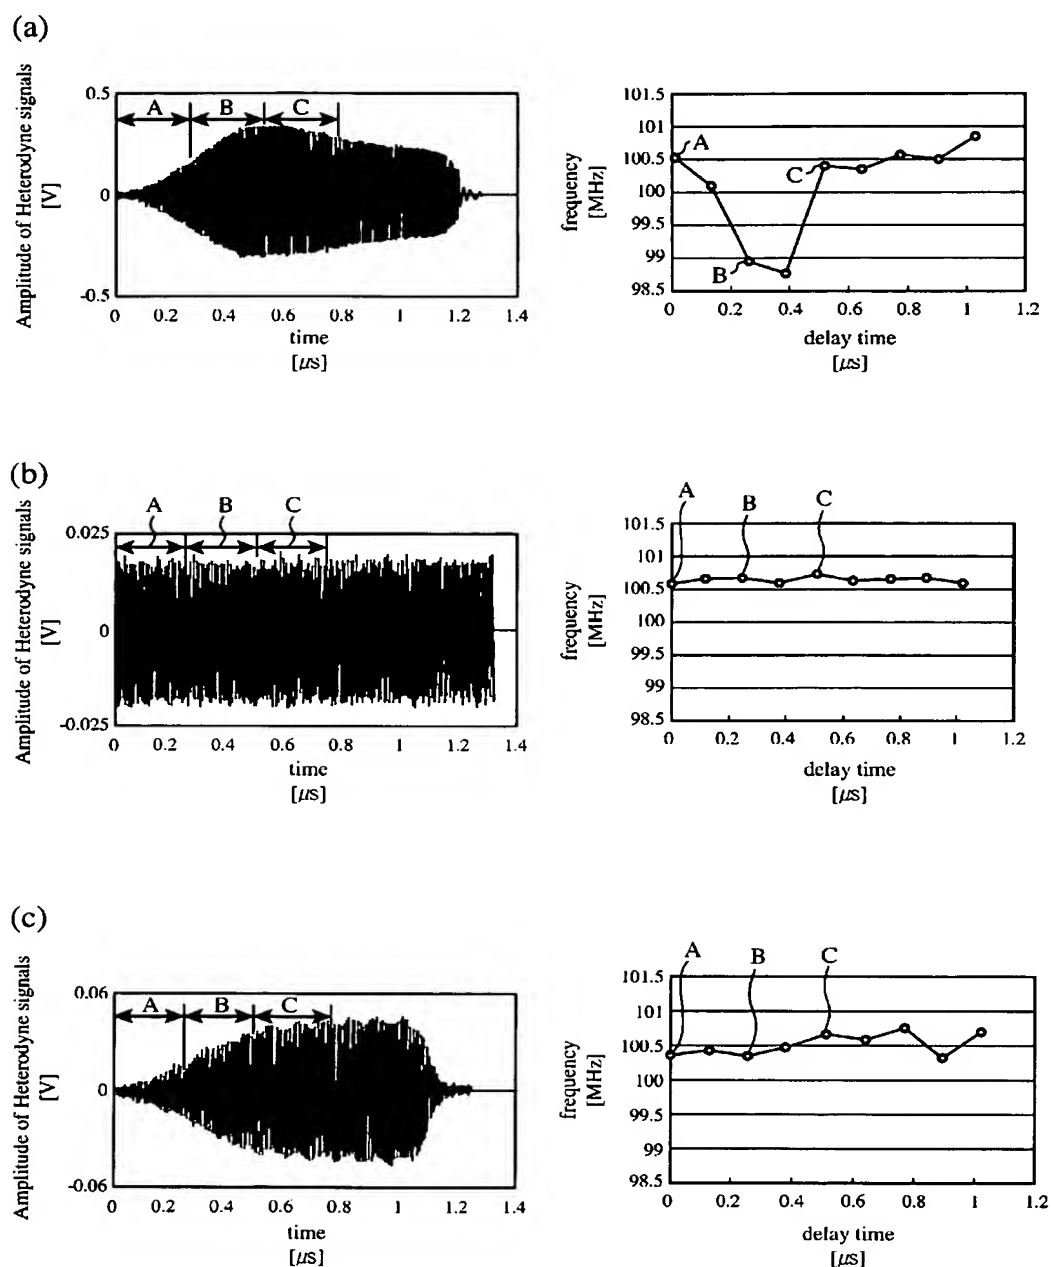 (a)
Amplitude of Heterodyne signals
[V]
0.5
0
-0.5
A B C
0 0.2 0.4 0.6 0.8 1 1.2 1.4
time
[μs]
frequency
[MHz]
101.5
101
100.5
100
99.5
99
98.5
A
C
B
0 0.2 0.4 0.6 0.8 1 1.2
delay time
[μs]
(b)
Amplitude of Heterodyne signals
[V]
0.025
0
-0.025
A B C
0 0.2 0.4 0.6 0.8 1 1.2 1.4
time
[μs]
frequency
[MHz]
101.5
101
100.5
100
99.5
99
98.5
A B C
0 0.2 0.4 0.6 0.8 1 1.2
delay time
[μs]
(c)
Amplitude of Heterodyne signals
[V]
0.06
0
-0.06
A B C
0 0.2 0.4 0.6 0.8 1 1.2 1.4
time
[μs]
frequency
[MHz]
101.5
101
100.5
100
99.5
99
98.5
A B C
0 0.2 0.4 0.6 0.8 1 1.2
delay time
[μs]